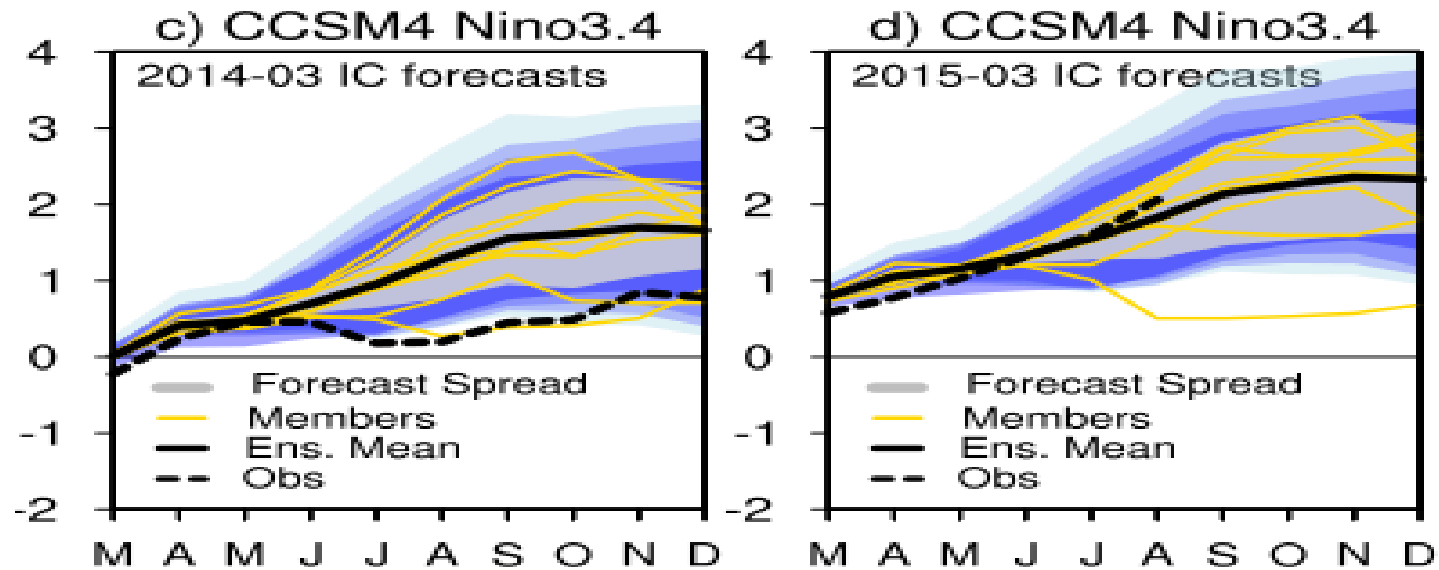 c) CCSM4 Nino3.4
2014-03 IC forecasts
4
3
2
1
0
-1
-2
Forecast Spread
Members
Ens. Mean
Obs
M A M J J A S O N D
d) CCSM4 Nino3.4
2015-03 IC forecasts
4
3
2
1
0
-1
-2
Forecast Spread
Members
Ens. Mean
Obs
M A M J J A S O N D